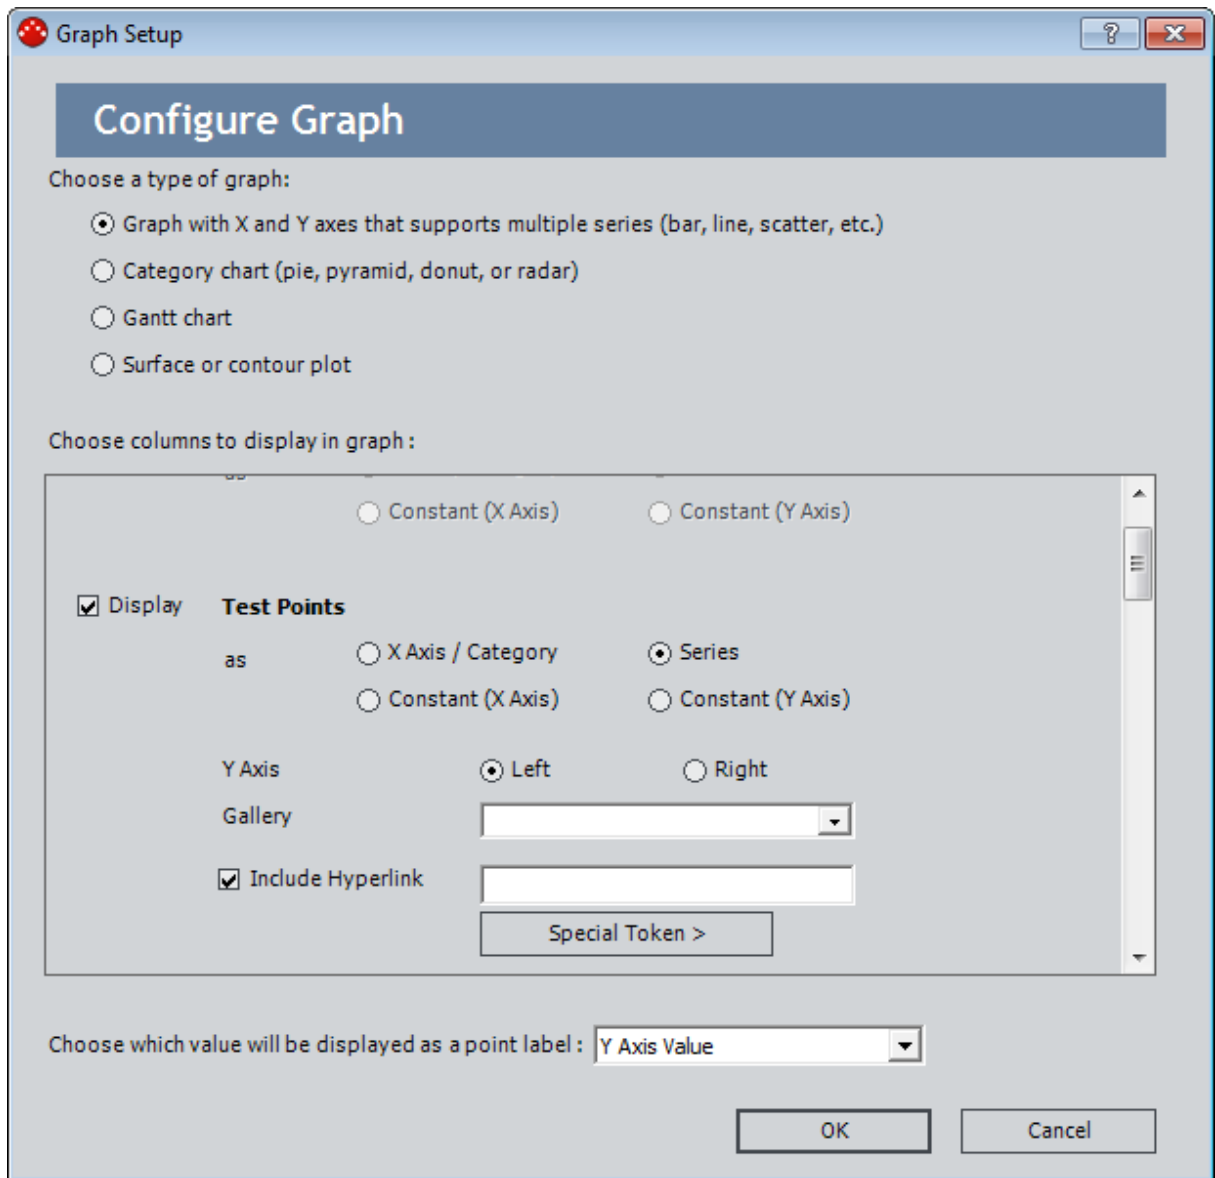 Graph Setup
Configure Graph
Choose a type of graph:
Graph with X and Y axes that supports multiple series (bar, line, scatter, etc.)
Category chart (pie, pyramid, donut, or radar)
Gantt chart
Surface or contour plot
Choose columns to display in graph :
Constant (X Axis) Constant (Y Axis)
Display Test Points
as X Axis / Category Series
Constant (X Axis) Constant (Y Axis)
Y Axis Left Right
Gallery
Include Hyperlink
Special Token >
Choose which value will be displayed as a point label : Y Axis Value
OK Cancel